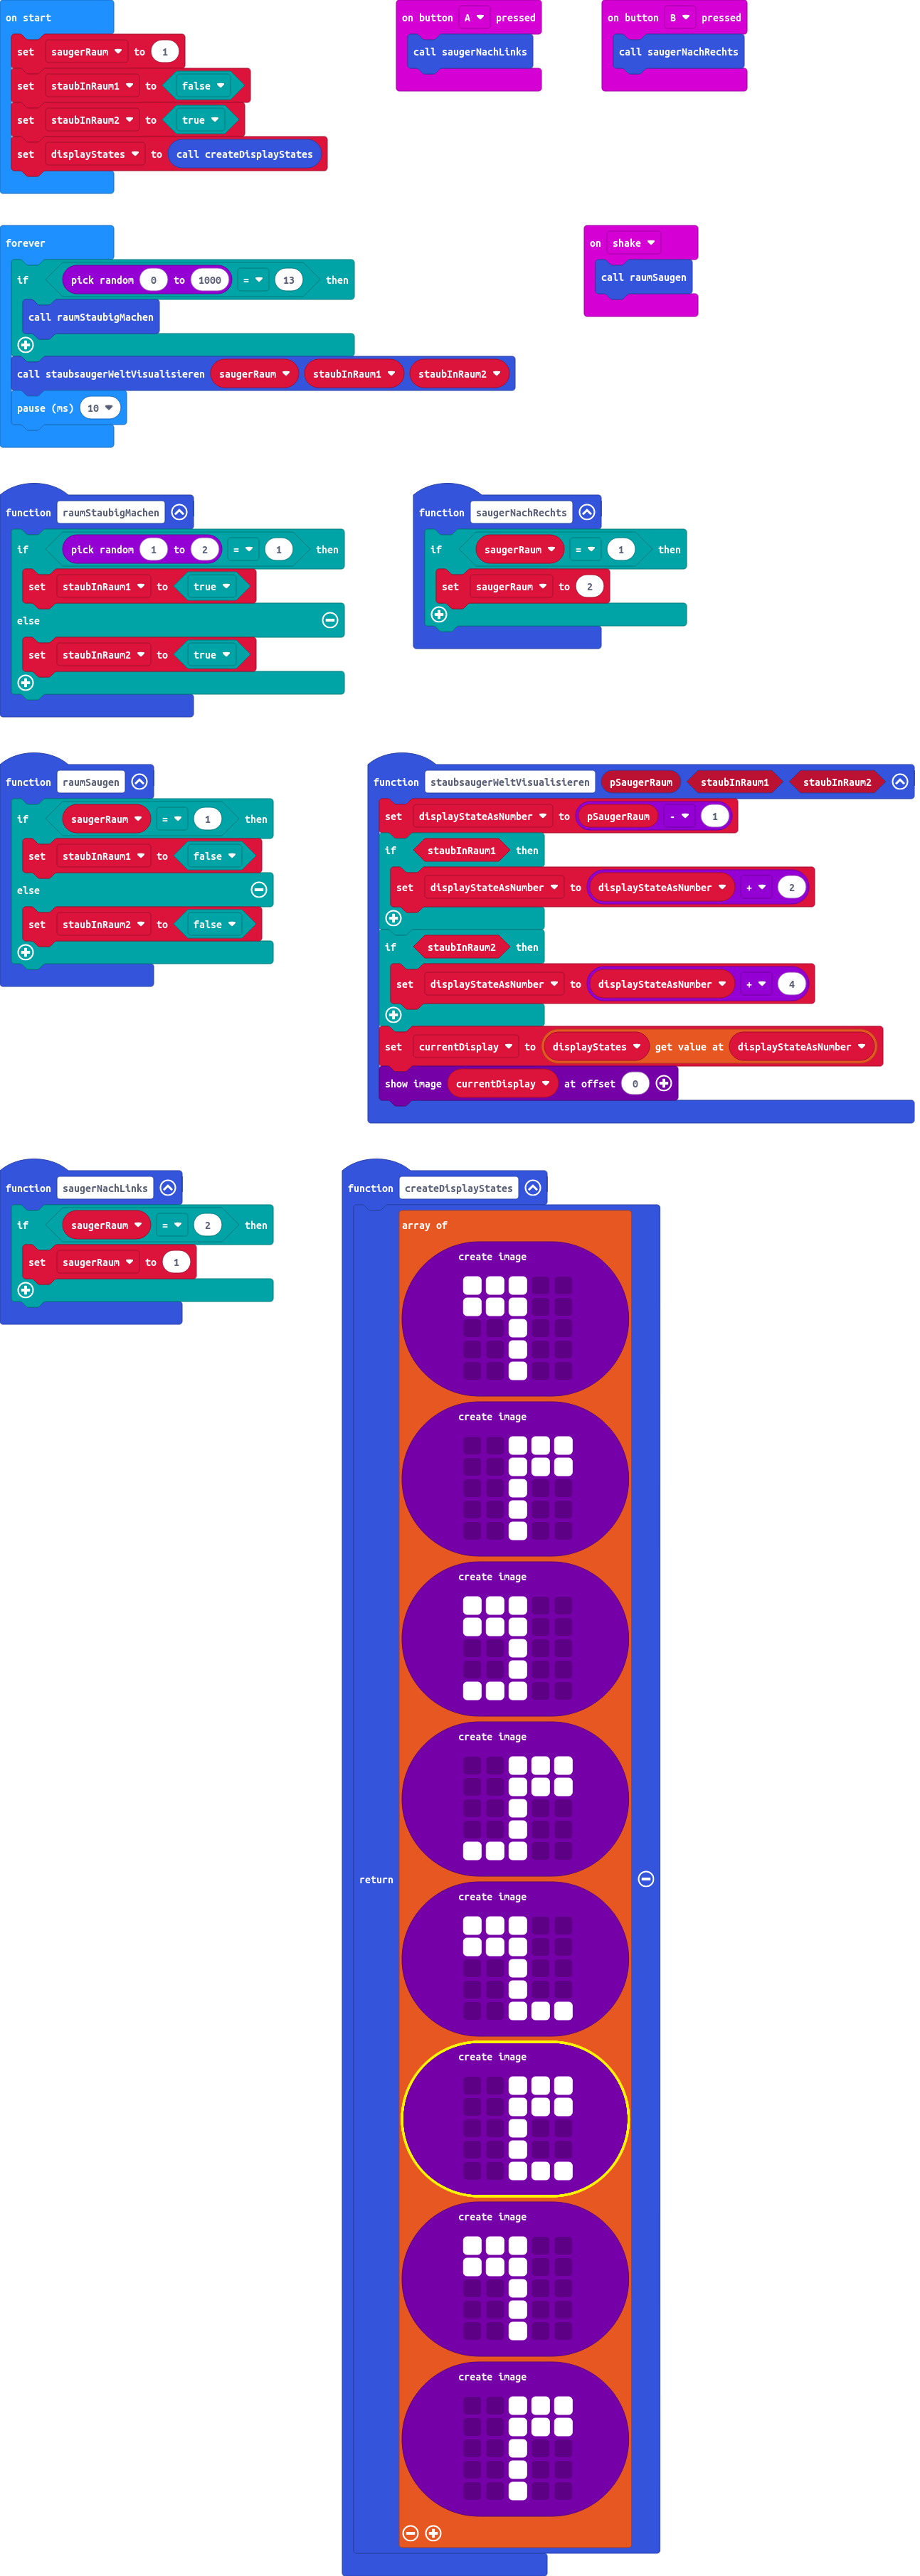 on start
set saugerRaum to 1
set staubInRaum1 to false
set staubInRaum2 to true
set displayStates to call createDisplayStates
on button A pressed
call saugerNachLinks
on button B pressed
call saugerNachRechts
forever
if pick random 0 to 1000 = 13 then
call raumStaubigMachen
call staubsaugerWeltVisualisieren saugerRaum staubInRaum1 staubInRaum2
pause (ms) 10
on shake
call raumSaugen
function raumStaubigMachen
if pick random 1 to 2 = 1 then
set staubInRaum1 to true
else
set staubInRaum2 to true
function saugerNachRechts
if saugerRaum = 1 then
set saugerRaum to 2
function raumSaugen
if saugerRaum = 1 then
set staubInRaum1 to false
else
set staubInRaum2 to false
function staubsaugerWeltVisualisieren pSaugerRaum staubInRaum1 staubInRaum2
set displayStateAsNumber to pSaugerRaum - 1
if staubInRaum1 then
set displayStateAsNumber to displayStateAsNumber + 2
if staubInRaum2 then
set displayStateAsNumber to displayStateAsNumber + 4
set currentDisplay to displayStates get value at displayStateAsNumber
show image currentDisplay at offset 0
function saugerNachLinks
if saugerRaum = 2 then
set saugerRaum to 1
function createDisplayStates
array of
create image
create image
create image
create image
return
create image
create image
create image
create image